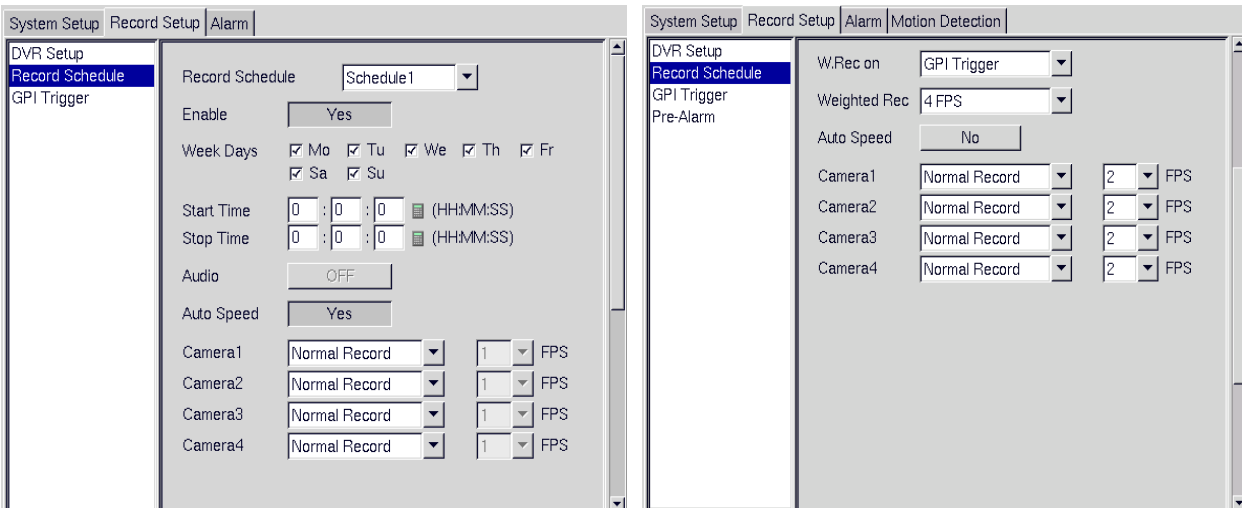 System Setup Record Setup Alarm
DVR Setup
Record Schedule
GPI Trigger
Record Schedule Schedule1
Enable Yes
Week Days Mo Tu We Th Fr
Sa Su
Start Time 0 : 0 : 0 (HH:MM:SS)
Stop Time 0 : 0 : 0 (HH:MM:SS)
Audio OFF
Auto Speed Yes
Camera1 Normal Record 1 FPS
Camera2 Normal Record 1 FPS
Camera3 Normal Record 1 FPS
Camera4 Normal Record 1 FPS
System Setup Record Setup Alarm Motion Detection
DVR Setup
Record Schedule
GPI Trigger
Pre-Alarm
W.Rec on GPI Trigger
Weighted Rec 4 FPS
Auto Speed No
Camera1 Normal Record 2 FPS
Camera2 Normal Record 2 FPS
Camera3 Normal Record 2 FPS
Camera4 Normal Record 2 FPS